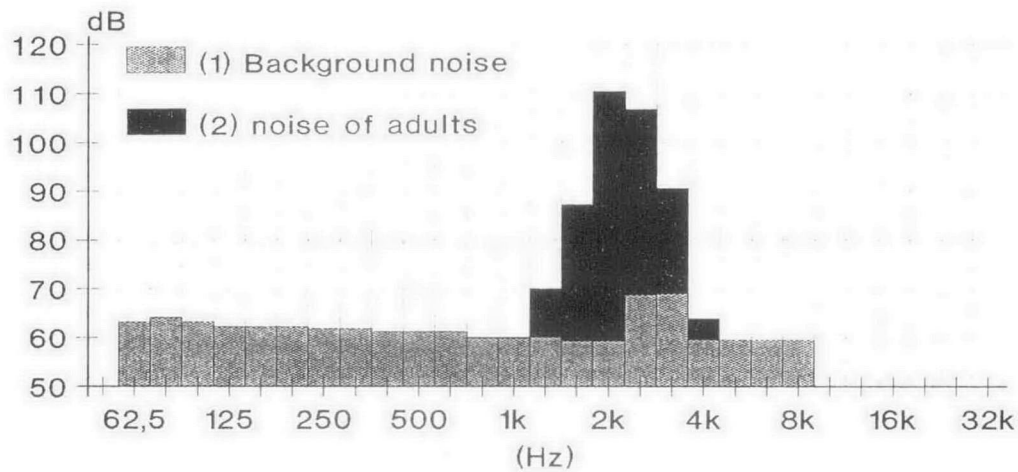 dB
120
(1) Background noise
110
(2) noise of adults
100
90
80
70
60
50
62,5 125 250 500 1k 2k 4k 8k 16k 32k
(Hz)